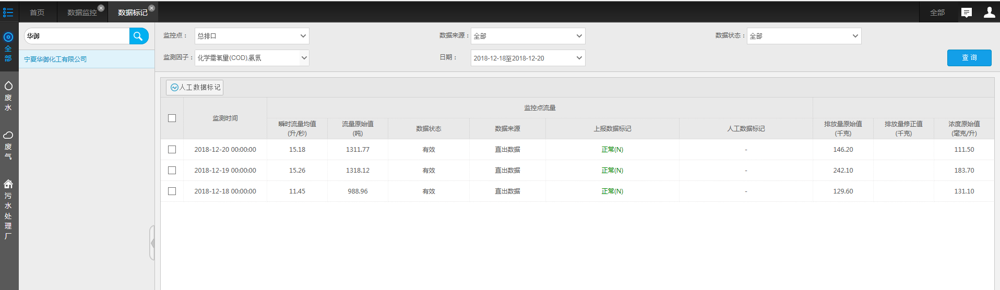 首页
数据监控
数据标记
全部
全部
废水
废气
污水处理厂
华御
宁夏华御化工有限公司
监控点： 总排口
数据来源： 全部
数据状态： 全部
监测因子： 化学需氧量(COD),氨氮
日期： 2018-12-18至2018-12-20
查 询
人工数据标记
监测时间
监控点流量
瞬时流量均值
(升/秒)
流量原始值
(吨)
数据状态
数据来源
上报数据标记
人工数据标记
排放量原始值
(千克)
排放量修正值
(千克)
浓度原始值
(毫克/升)
2018-12-20 00:00:00 15.18 1311.77 有效 直出数据 正常(N) - 146.20 111.50
2018-12-19 00:00:00 15.26 1318.12 有效 直出数据 正常(N) - 242.10 183.70
2018-12-18 00:00:00 11.45 988.96 有效 直出数据 正常(N) - 129.60 131.10